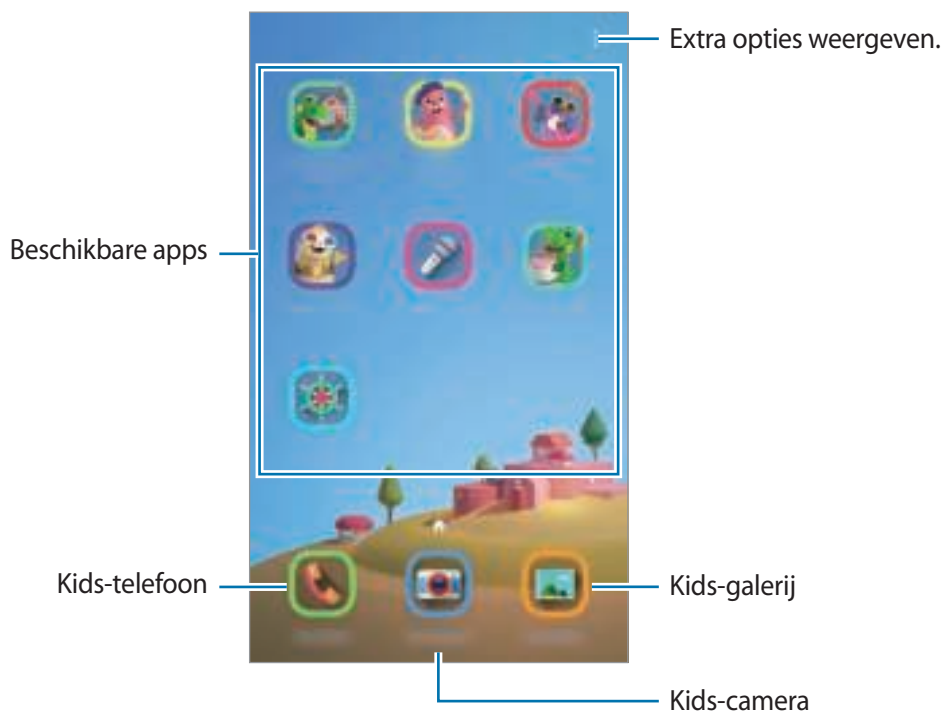 Extra opties weergeven.
Beschikbare apps
Kids-telefoon
Kids-galerij
Kids-camera